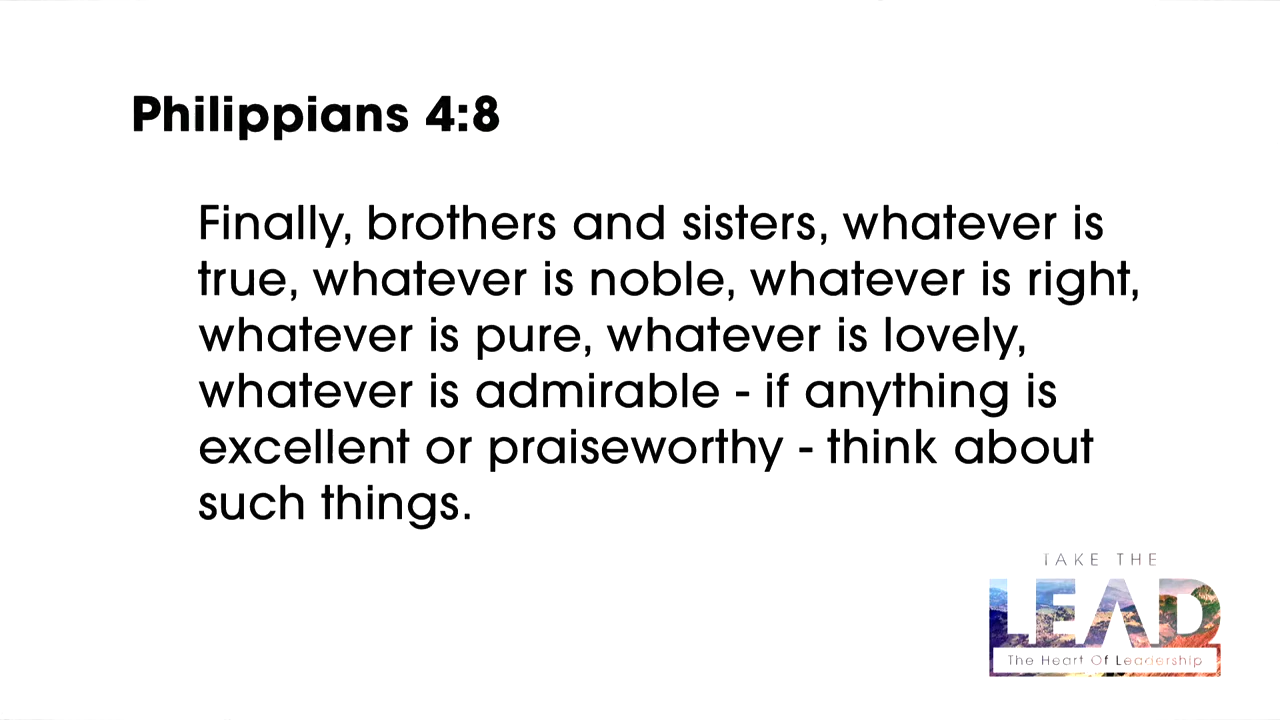 Philippians 4:8
Finally, brothers and sisters, whatever is
true, whatever is noble, whatever is right,
whatever is pure, whatever is lovely,
whatever is admirable - if anything is
excellent or praiseworthy - think about
such things.
TAKE THE
LEAD
The Heart Of Leadership